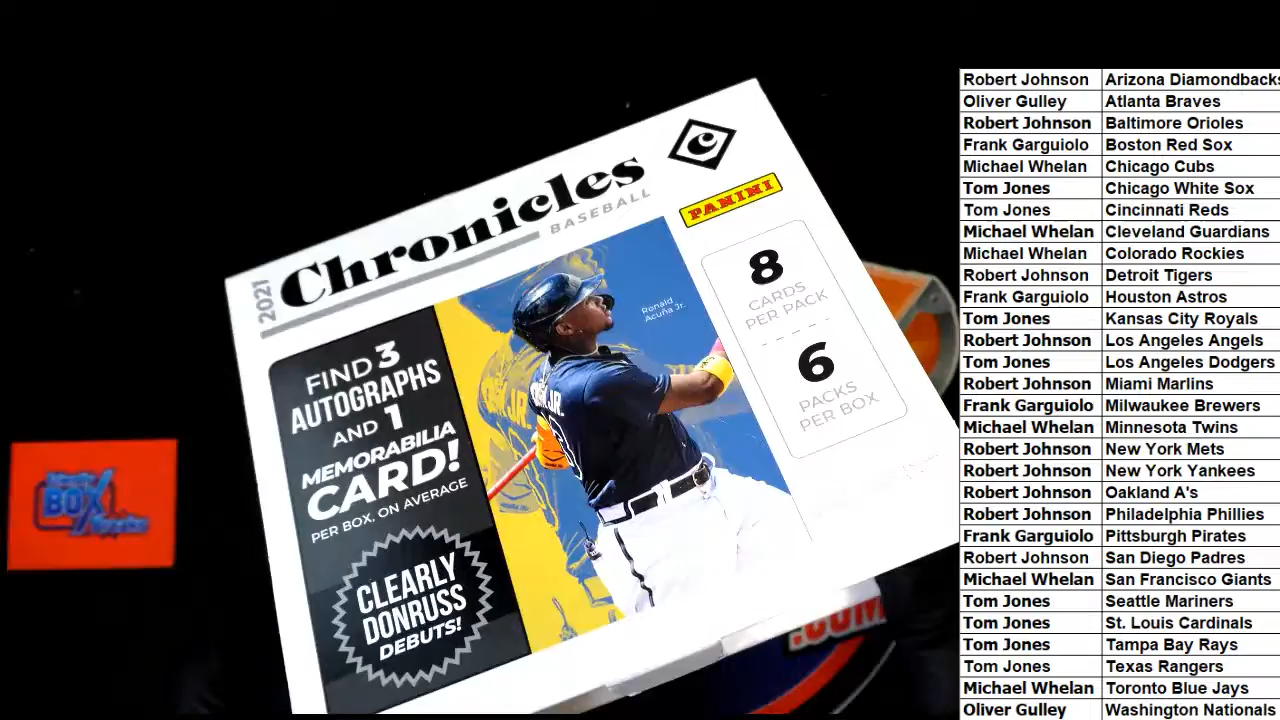 2021
Chronicles
BASEBALL
PANINI
FIND 3
AUTOGRAPHS
AND 1
MEMORABILIA
CARD!
PER BOX, ON AVERAGE
CLEARLY
DONRUSS
DEBUTS!
Ronald
Acuña Jr.
8
CARDS
PER PACK
6
PACKS
PER BOX
BOX
.COM
Robert Johnson Arizona Diamondbacks
Oliver Gulley Atlanta Braves
Robert Johnson Baltimore Orioles
Frank Garguiolo Boston Red Sox
Michael Whelan Chicago Cubs
Tom Jones Chicago White Sox
Tom Jones Cincinnati Reds
Michael Whelan Cleveland Guardians
Michael Whelan Colorado Rockies
Robert Johnson Detroit Tigers
Frank Garguiolo Houston Astros
Tom Jones Kansas City Royals
Robert Johnson Los Angeles Angels
Tom Jones Los Angeles Dodgers
Robert Johnson Miami Marlins
Frank Garguiolo Milwaukee Brewers
Michael Whelan Minnesota Twins
Robert Johnson New York Mets
Robert Johnson New York Yankees
Robert Johnson Oakland A's
Robert Johnson Philadelphia Phillies
Frank Garguiolo Pittsburgh Pirates
Robert Johnson San Diego Padres
Michael Whelan San Francisco Giants
Tom Jones Seattle Mariners
Tom Jones St. Louis Cardinals
Tom Jones Tampa Bay Rays
Tom Jones Texas Rangers
Michael Whelan Toronto Blue Jays
Oliver Gulley Washington Nationals